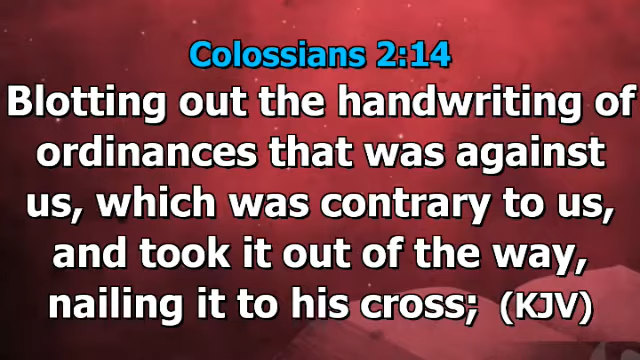 Colossians 2:14
Blotting out the handwriting of
ordinances that was against
us, which was contrary to us,
and took it out of the way,
nailing it to his cross; (KJV)